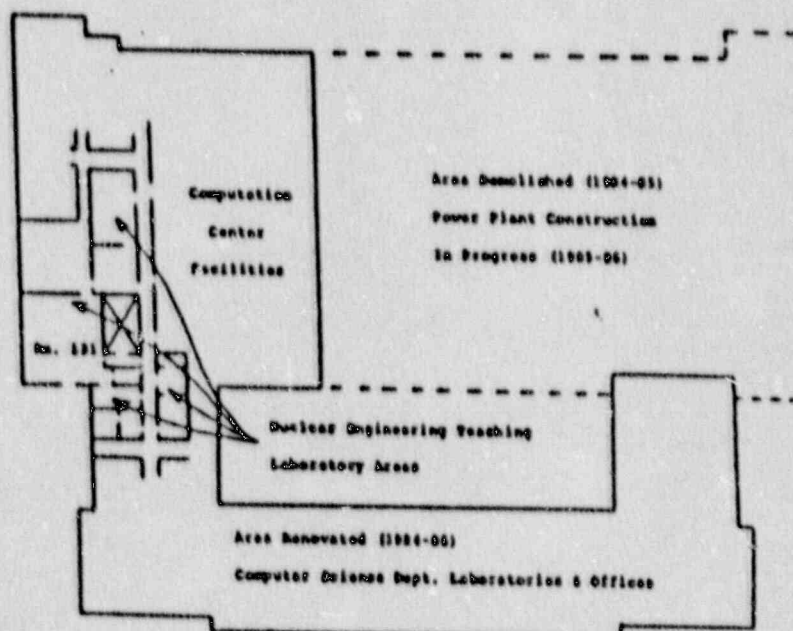 Computation
Center
Facilities
Area Demolished (1984-85)
Power Plant Construction
In Progress (1985-86)
Rm. 131
Nuclear Engineering Teaching
Laboratory Areas
Area Renovated (1984-86)
Computer Science Dept. Laboratories & Offices